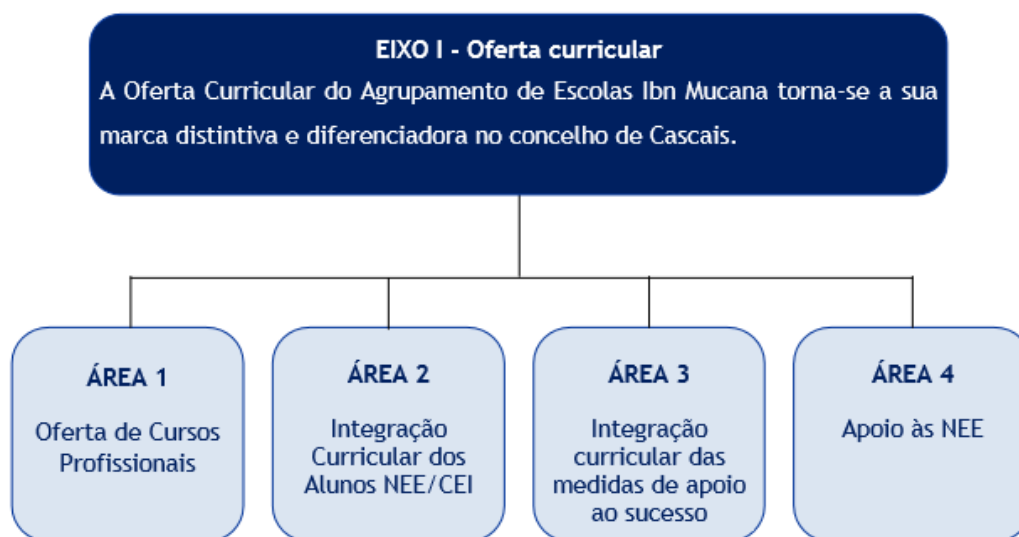 EIXO I - Oferta curricular
A Oferta Curricular do Agrupamento de Escolas Ibn Mucana torna-se a sua
marca distintiva e diferenciadora no concelho de Cascais.
ÁREA 1
Oferta de Cursos
Profissionais
ÁREA 2
Integração
Curricular dos
Alunos NEE/CEI
ÁREA 3
Integração
curricular das
medidas de apoio
ao sucesso
ÁREA 4
Apoio às NEE